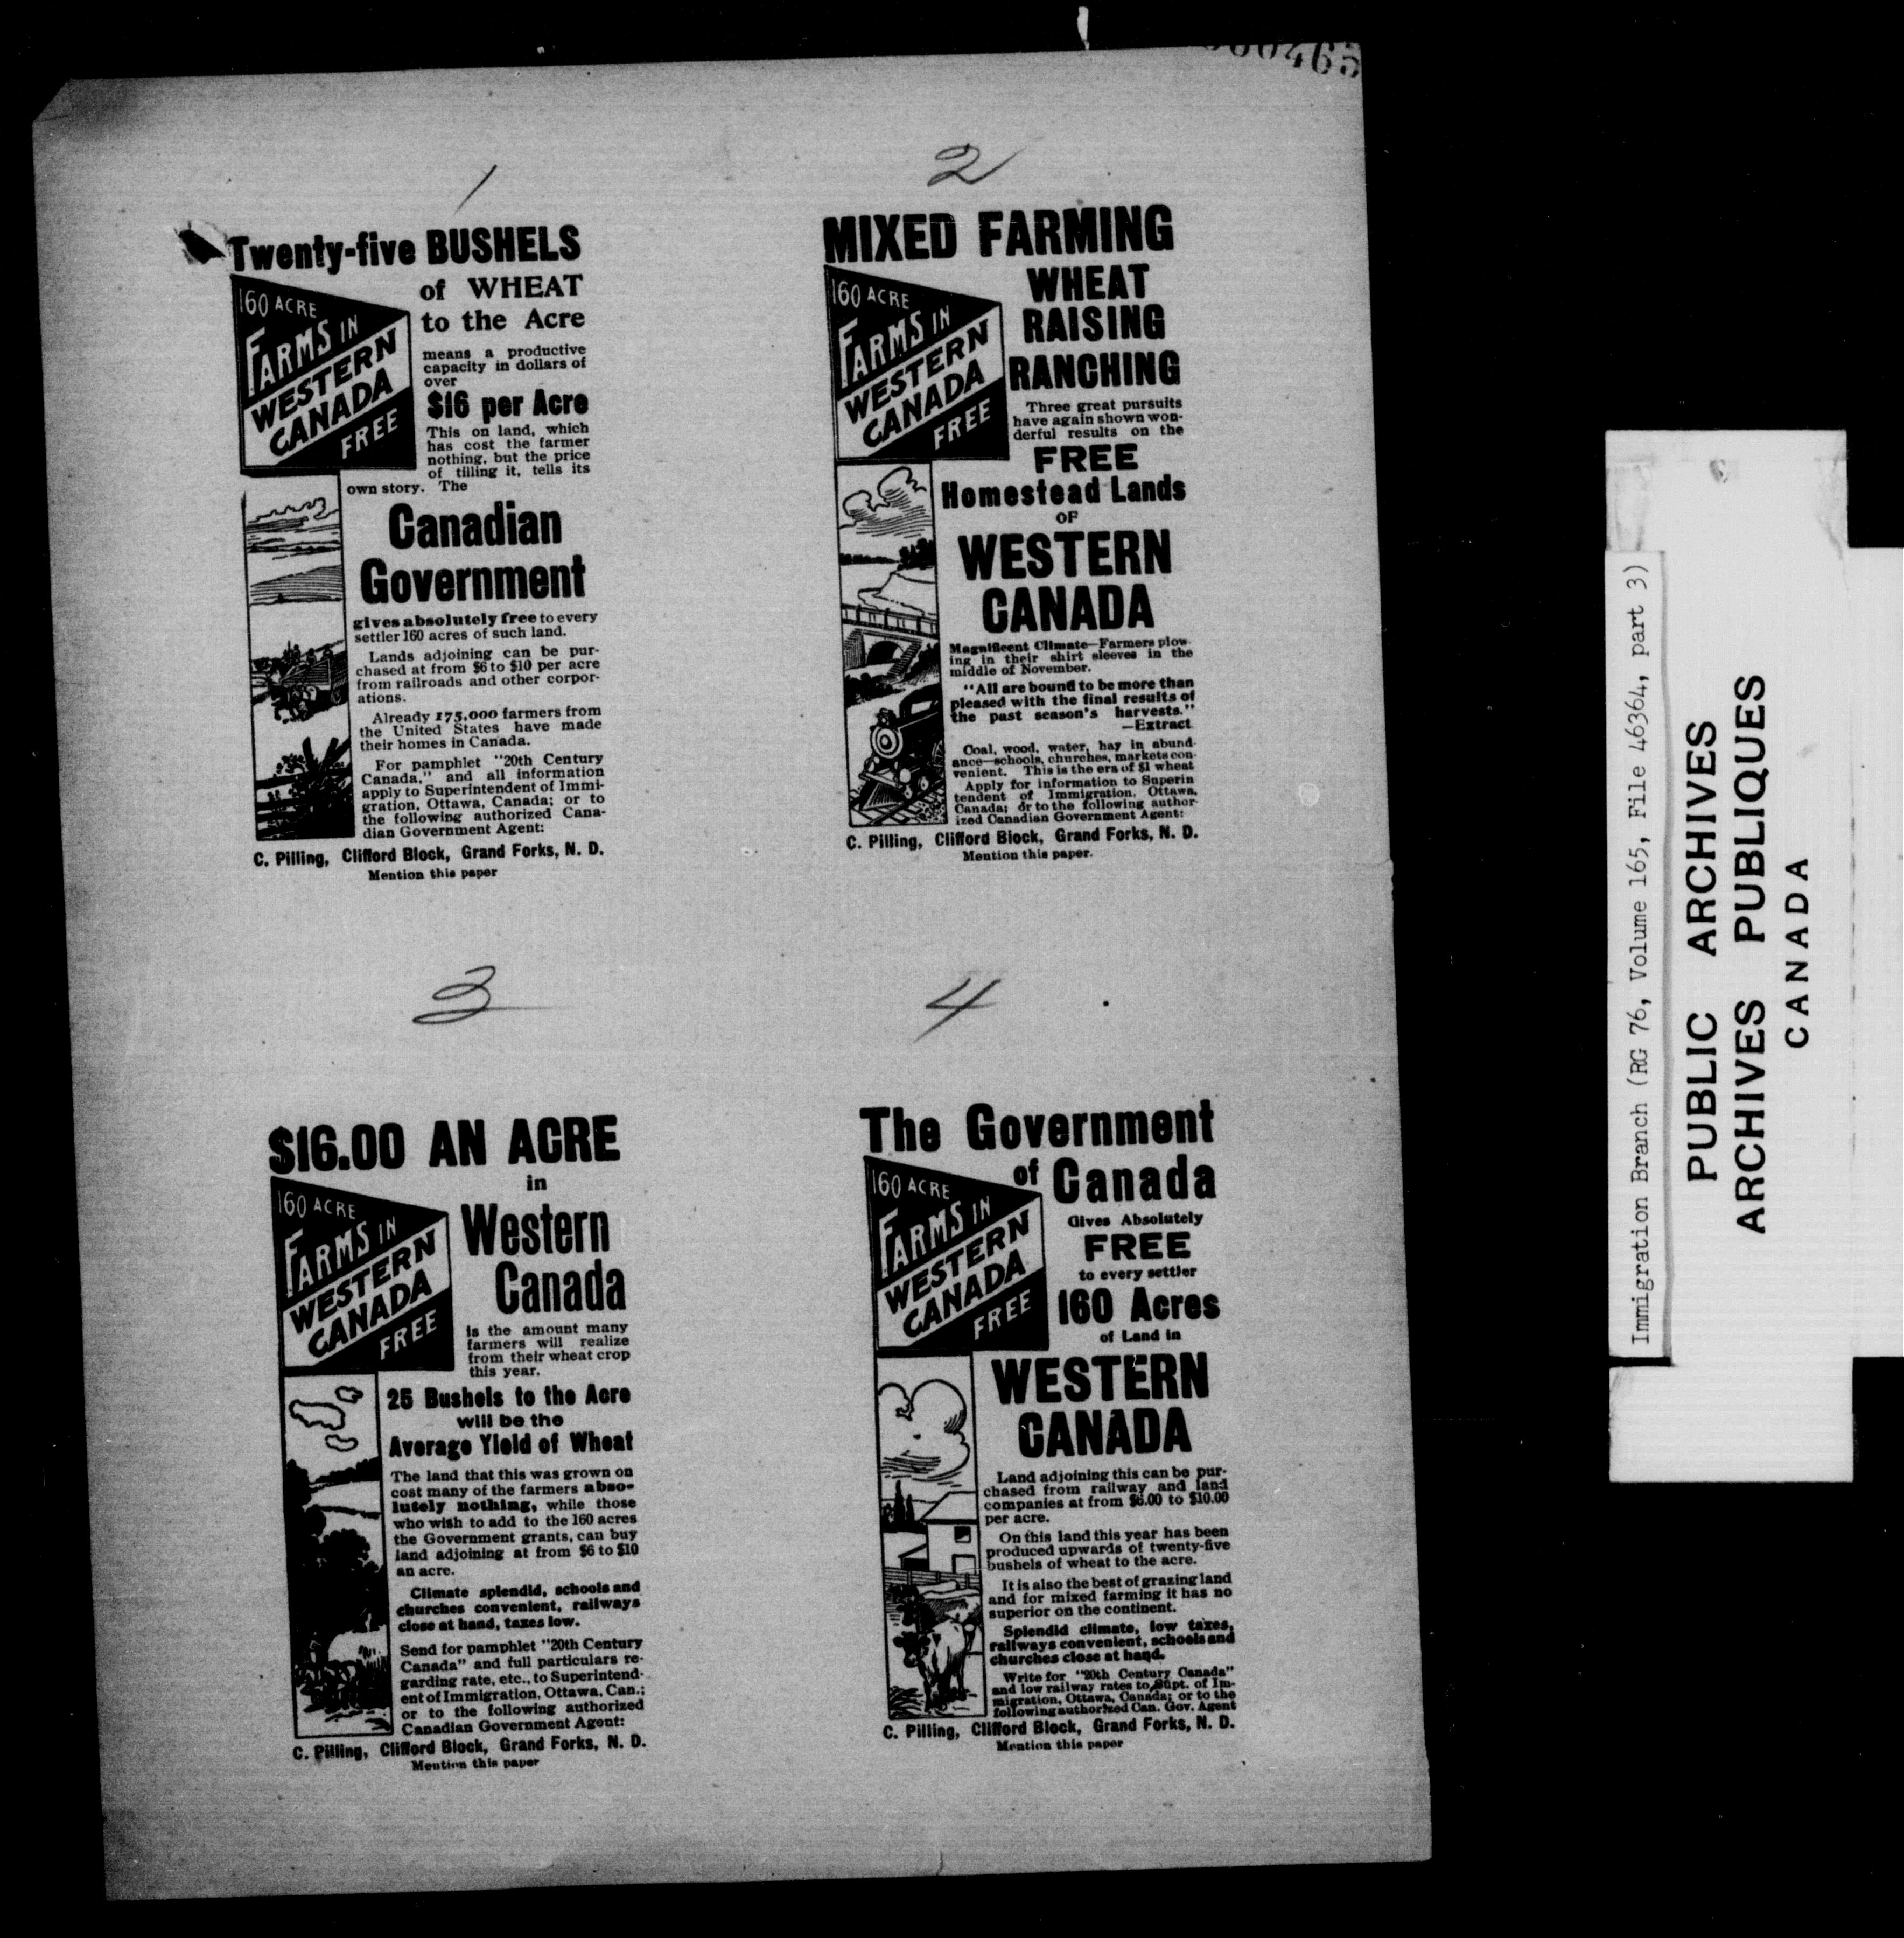 00465
1
Twenty-five BUSHELS
of WHEAT
to the Acre
160 ACRE
FARMS IN
WESTERN
CANADA
FREE
means a productive
capacity in dollars of
over
$16 per Acre
This on land, which
has cost the farmer
nothing, but the price
of tilling it, tells its
own story. The
Canadian
Government
gives absolutely free to every
settler 160 acres of such land.
Lands adjoining can be pur-
chased at from $6 to $10 per acre
from railroads and other corpor-
ations.
Already 175,000 farmers from
the United States have made
their homes in Canada.
For pamphlet "20th Century
Canada," and all information
apply to Superintendent of Immi-
gration, Ottawa, Canada; or to
the following authorized Cana-
dian Government Agent:
C. Pilling, Clifford Block, Grand Forks, N. D.
Mention this paper
2
MIXED FARMING
WHEAT
RAISING
RANCHING
160 ACRE
FARMS IN
WESTERN
CANADA
FREE
Three great pursuits
have again shown won-
derful results on the
FREE
Homestead Lands
OF
WESTERN
CANADA
Magnificent Climate—Farmers plow-
ing in their shirt sleeves in the
middle of November.
"All are bound to be more than
pleased with the final results of
the past season's harvests."
—Extract
Coal, wood, water, hay in abund-
ance—schools, churches, markets con-
venient. This is the era of $1 wheat
Apply for information to Superin
tendent of Immigration, Ottawa,
Canada; or to the following author-
ized Canadian Government Agent:
C. Pilling, Clifford Block, Grand Forks, N. D.
Mention this paper.
3
$16.00 AN ACRE
in
Western
Canada
160 ACRE
FARMS IN
WESTERN
CANADA
FREE
is the amount many
farmers will realize
from their wheat crop
this year.
25 Bushels to the Acre
will be the
Average Yield of Wheat
The land that this was grown on
cost many of the farmers abso-
lutely nothing, while those
who wish to add to the 160 acres
the Government grants, can buy
land adjoining at from $6 to $10
an acre.
Climate splendid, schools and
churches convenient, railways
close at hand, taxes low.
Send for pamphlet "20th Century
Canada" and full particulars re-
garding rate, etc., to Superintend-
ent of Immigration, Ottawa, Can.;
or to the following authorized
Canadian Government Agent:
C. Pilling, Clifford Block, Grand Forks, N. D.
Mention this paper
4
The Government
of Canada
160 ACRE
FARMS IN
WESTERN
CANADA
FREE
Gives Absolutely
FREE
to every settler
160 Acres
of Land in
WESTERN
CANADA
Land adjoining this can be pur-
chased from railway and land
companies at from $6.00 to $10.00
per acre.
On this land this year has been
produced upwards of twenty-five
bushels of wheat to the acre.
It is also the best of grazing land
and for mixed farming it has no
superior on the continent.
Splendid climate, low taxes,
railways convenient, schools and
churches close at hand.
Write for "20th Century Canada"
and low railway rates to Supt. of Im-
migration, Ottawa, Canada; or to the
following authorized Can. Gov. Agent
C. Pilling, Clifford Block, Grand Forks, N. D.
Mention this paper
Immigration Branch (RG 76, Volume 165, File 46364, part 3)
PUBLIC ARCHIVES
ARCHIVES PUBLIQUES
CANADA